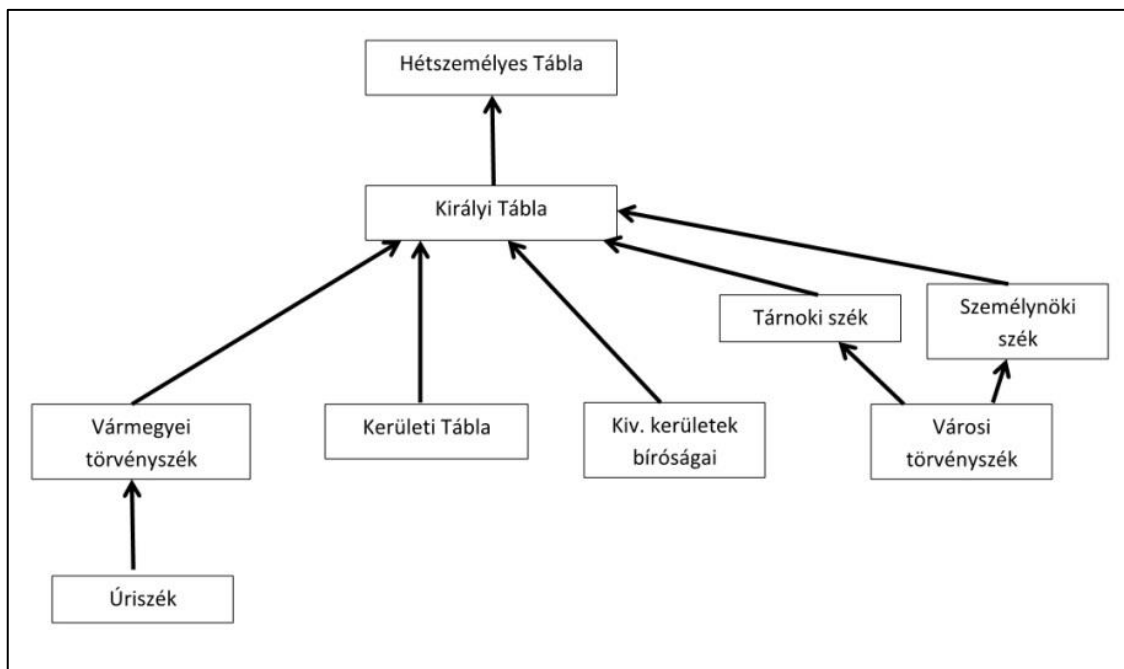 Hétszemélyes Tábla
Királyi Tábla
Tárnoki szék
Személynöki
szék
Vármegyei
törvényszék
Kerületi Tábla
Kiv. kerületek
bíróságai
Városi
törvényszék
Úriszék